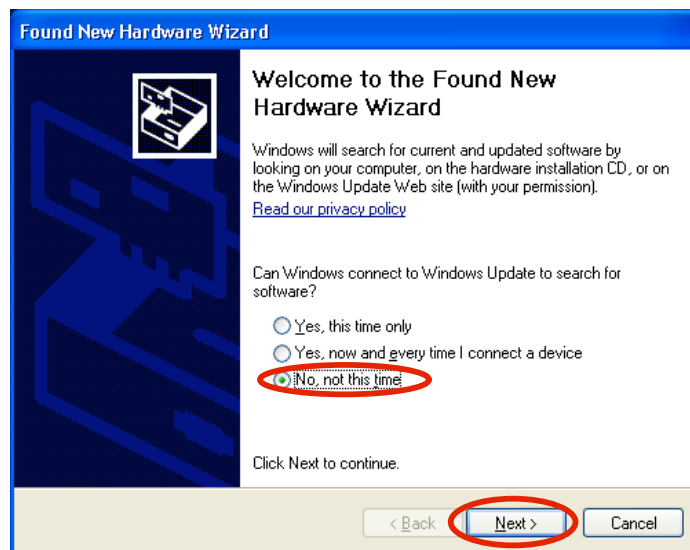 Found New Hardware Wizard
Welcome to the Found New
Hardware Wizard
Windows will search for current and updated software by
looking on your computer, on the hardware installation CD, or on
the Windows Update Web site (with your permission).
Read our privacy policy
Can Windows connect to Windows Update to search for
software?
Yes, this time only
Yes, now and every time I connect a device
No, not this time
Click Next to continue.
< Back
Next >
Cancel